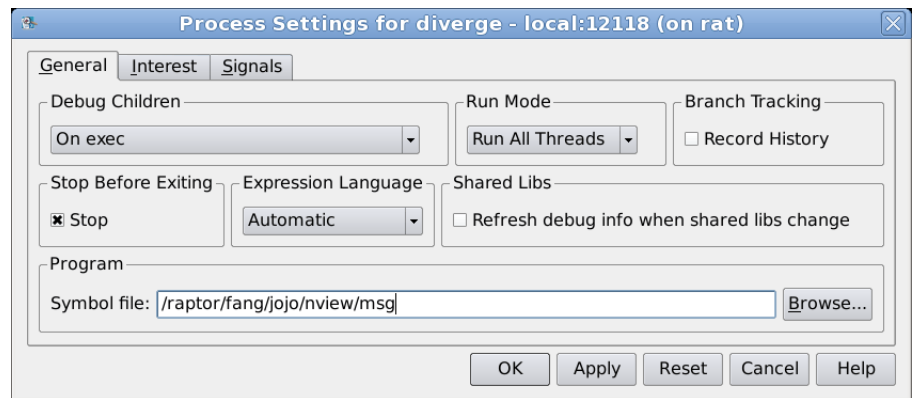 Process Settings for diverge - local:12118 (on rat)
General Interest Signals
Debug Children Run Mode Branch Tracking
On exec Run All Threads Record History
Stop Before Exiting Expression Language Shared Libs
Stop Automatic Refresh debug info when shared libs change
Program
Symbol file: /raptor/fang/jojo/nview/msg Browse...
OK Apply Reset Cancel Help